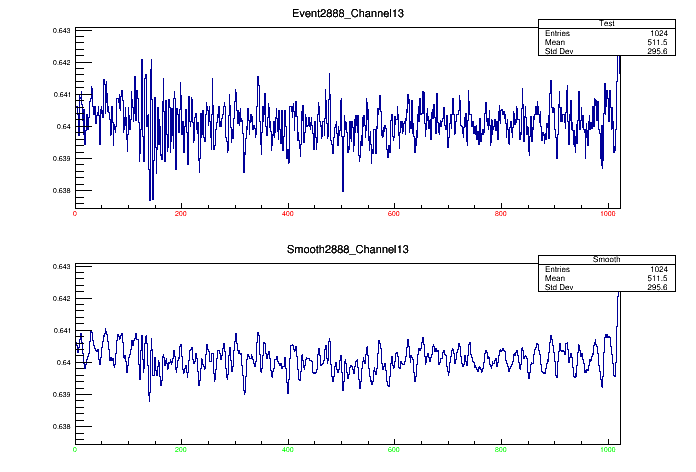 Event2888_Channel13
Test
Entries 1024
Mean 511.5
Std Dev 295.6
0.643
0.642
0.641
0.64
0.639
0.638
0 200 400 600 800 1000
Smooth2888_Channel13
Smooth
Entries 1024
Mean 511.5
Std Dev 295.6
0.643
0.642
0.641
0.64
0.639
0.638
0 200 400 600 800 1000